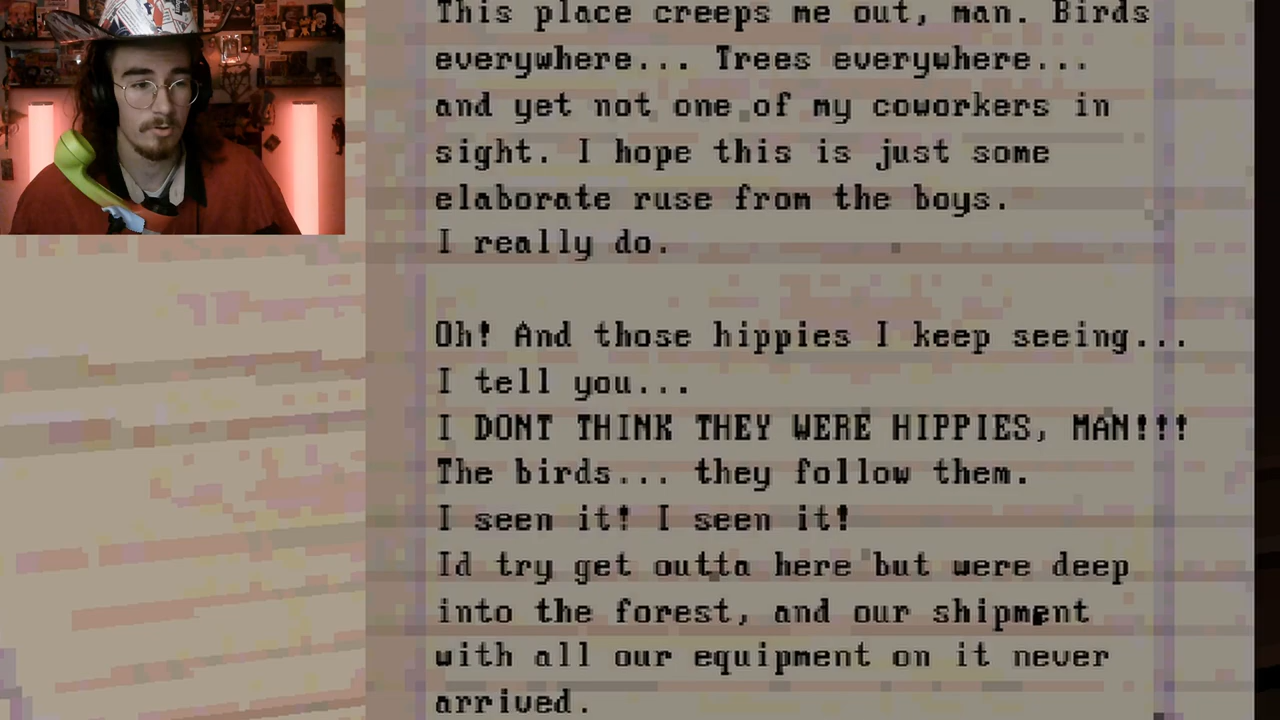 This place creeps me out, man. Birds
everywhere... Trees everywhere...
and yet not one of my coworkers in
sight. I hope this is just some
elaborate ruse from the boys.
I really do.
Oh! And those hippies I keep seeing...
I tell you...
I DONT THINK THEY WERE HIPPIES, MAN!!!
The birds... they follow them.
I seen it! I seen it!
Id try get outta here but were deep
into the forest, and our shipment
with all our equipment on it never
arrived.